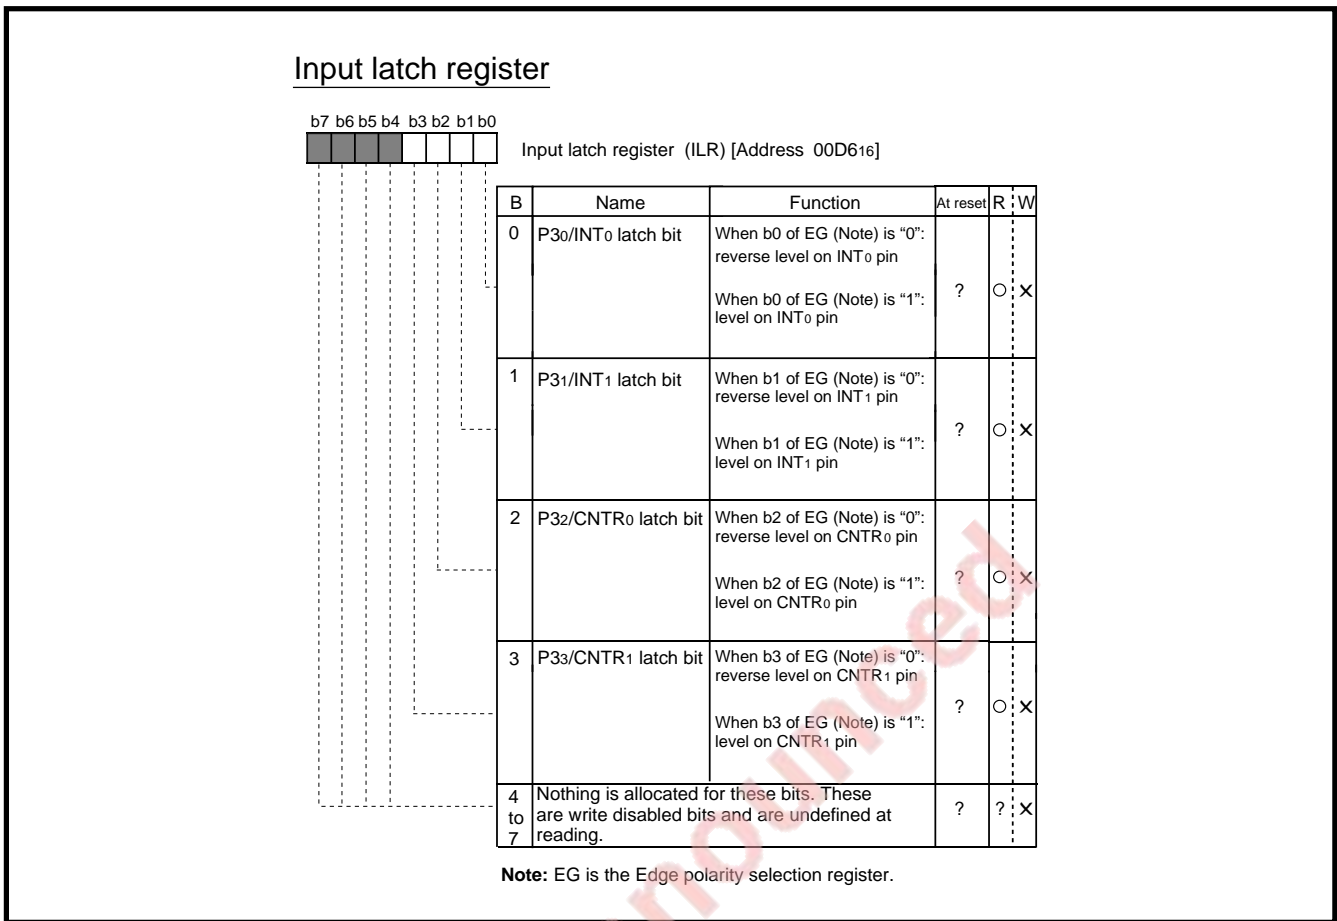 Input latch register
b7 b6 b5 b4 b3 b2 b1 b0
Input latch register (ILR) [Address 00D616]
B Name Function At reset R W
0 P30/INT0 latch bit When b0 of EG (Note) is “0”:
reverse level on INT0 pin
When b0 of EG (Note) is “1”:
level on INT0 pin
? ○ ×
1 P31/INT1 latch bit When b1 of EG (Note) is “0”:
reverse level on INT1 pin
When b1 of EG (Note) is “1”:
level on INT1 pin
? ○ ×
2 P32/CNTR0 latch bit When b2 of EG (Note) is “0”:
reverse level on CNTR0 pin
When b2 of EG (Note) is “1”:
level on CNTR0 pin
? ○ ×
3 P33/CNTR1 latch bit When b3 of EG (Note) is “0”:
reverse level on CNTR1 pin
When b3 of EG (Note) is “1”:
level on CNTR1 pin
? ○ ×
4 to 7 Nothing is allocated for these bits. These
are write disabled bits and are undefined at
reading.
? ? ×
Note: EG is the Edge polarity selection register.